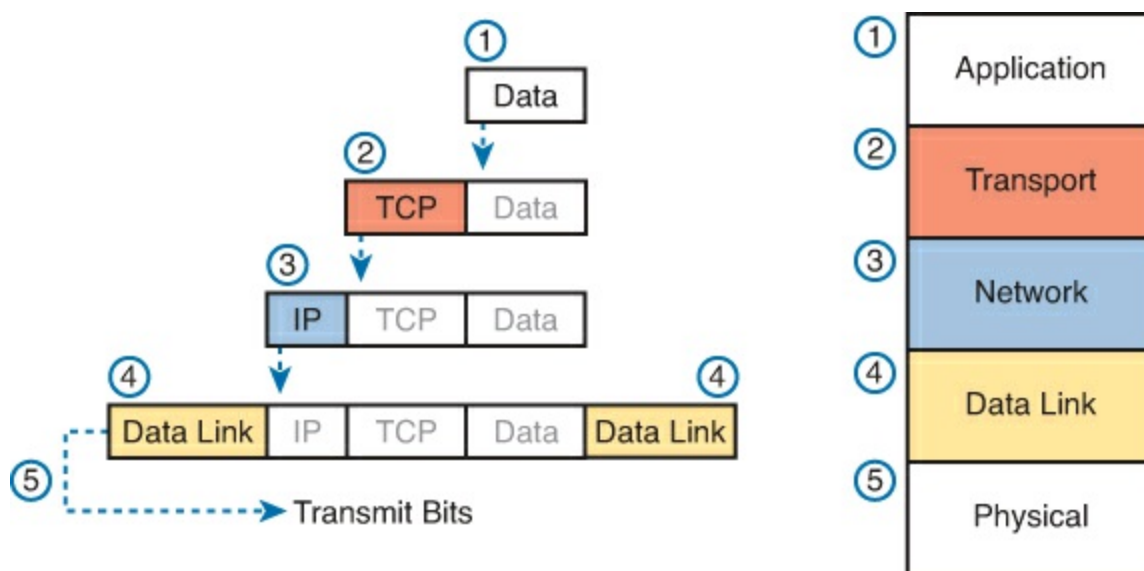 1
Data
2
TCP Data
3
IP TCP Data
4 4
Data Link IP TCP Data Data Link
5
Transmit Bits
1
Application
2
Transport
3
Network
4
Data Link
5
Physical